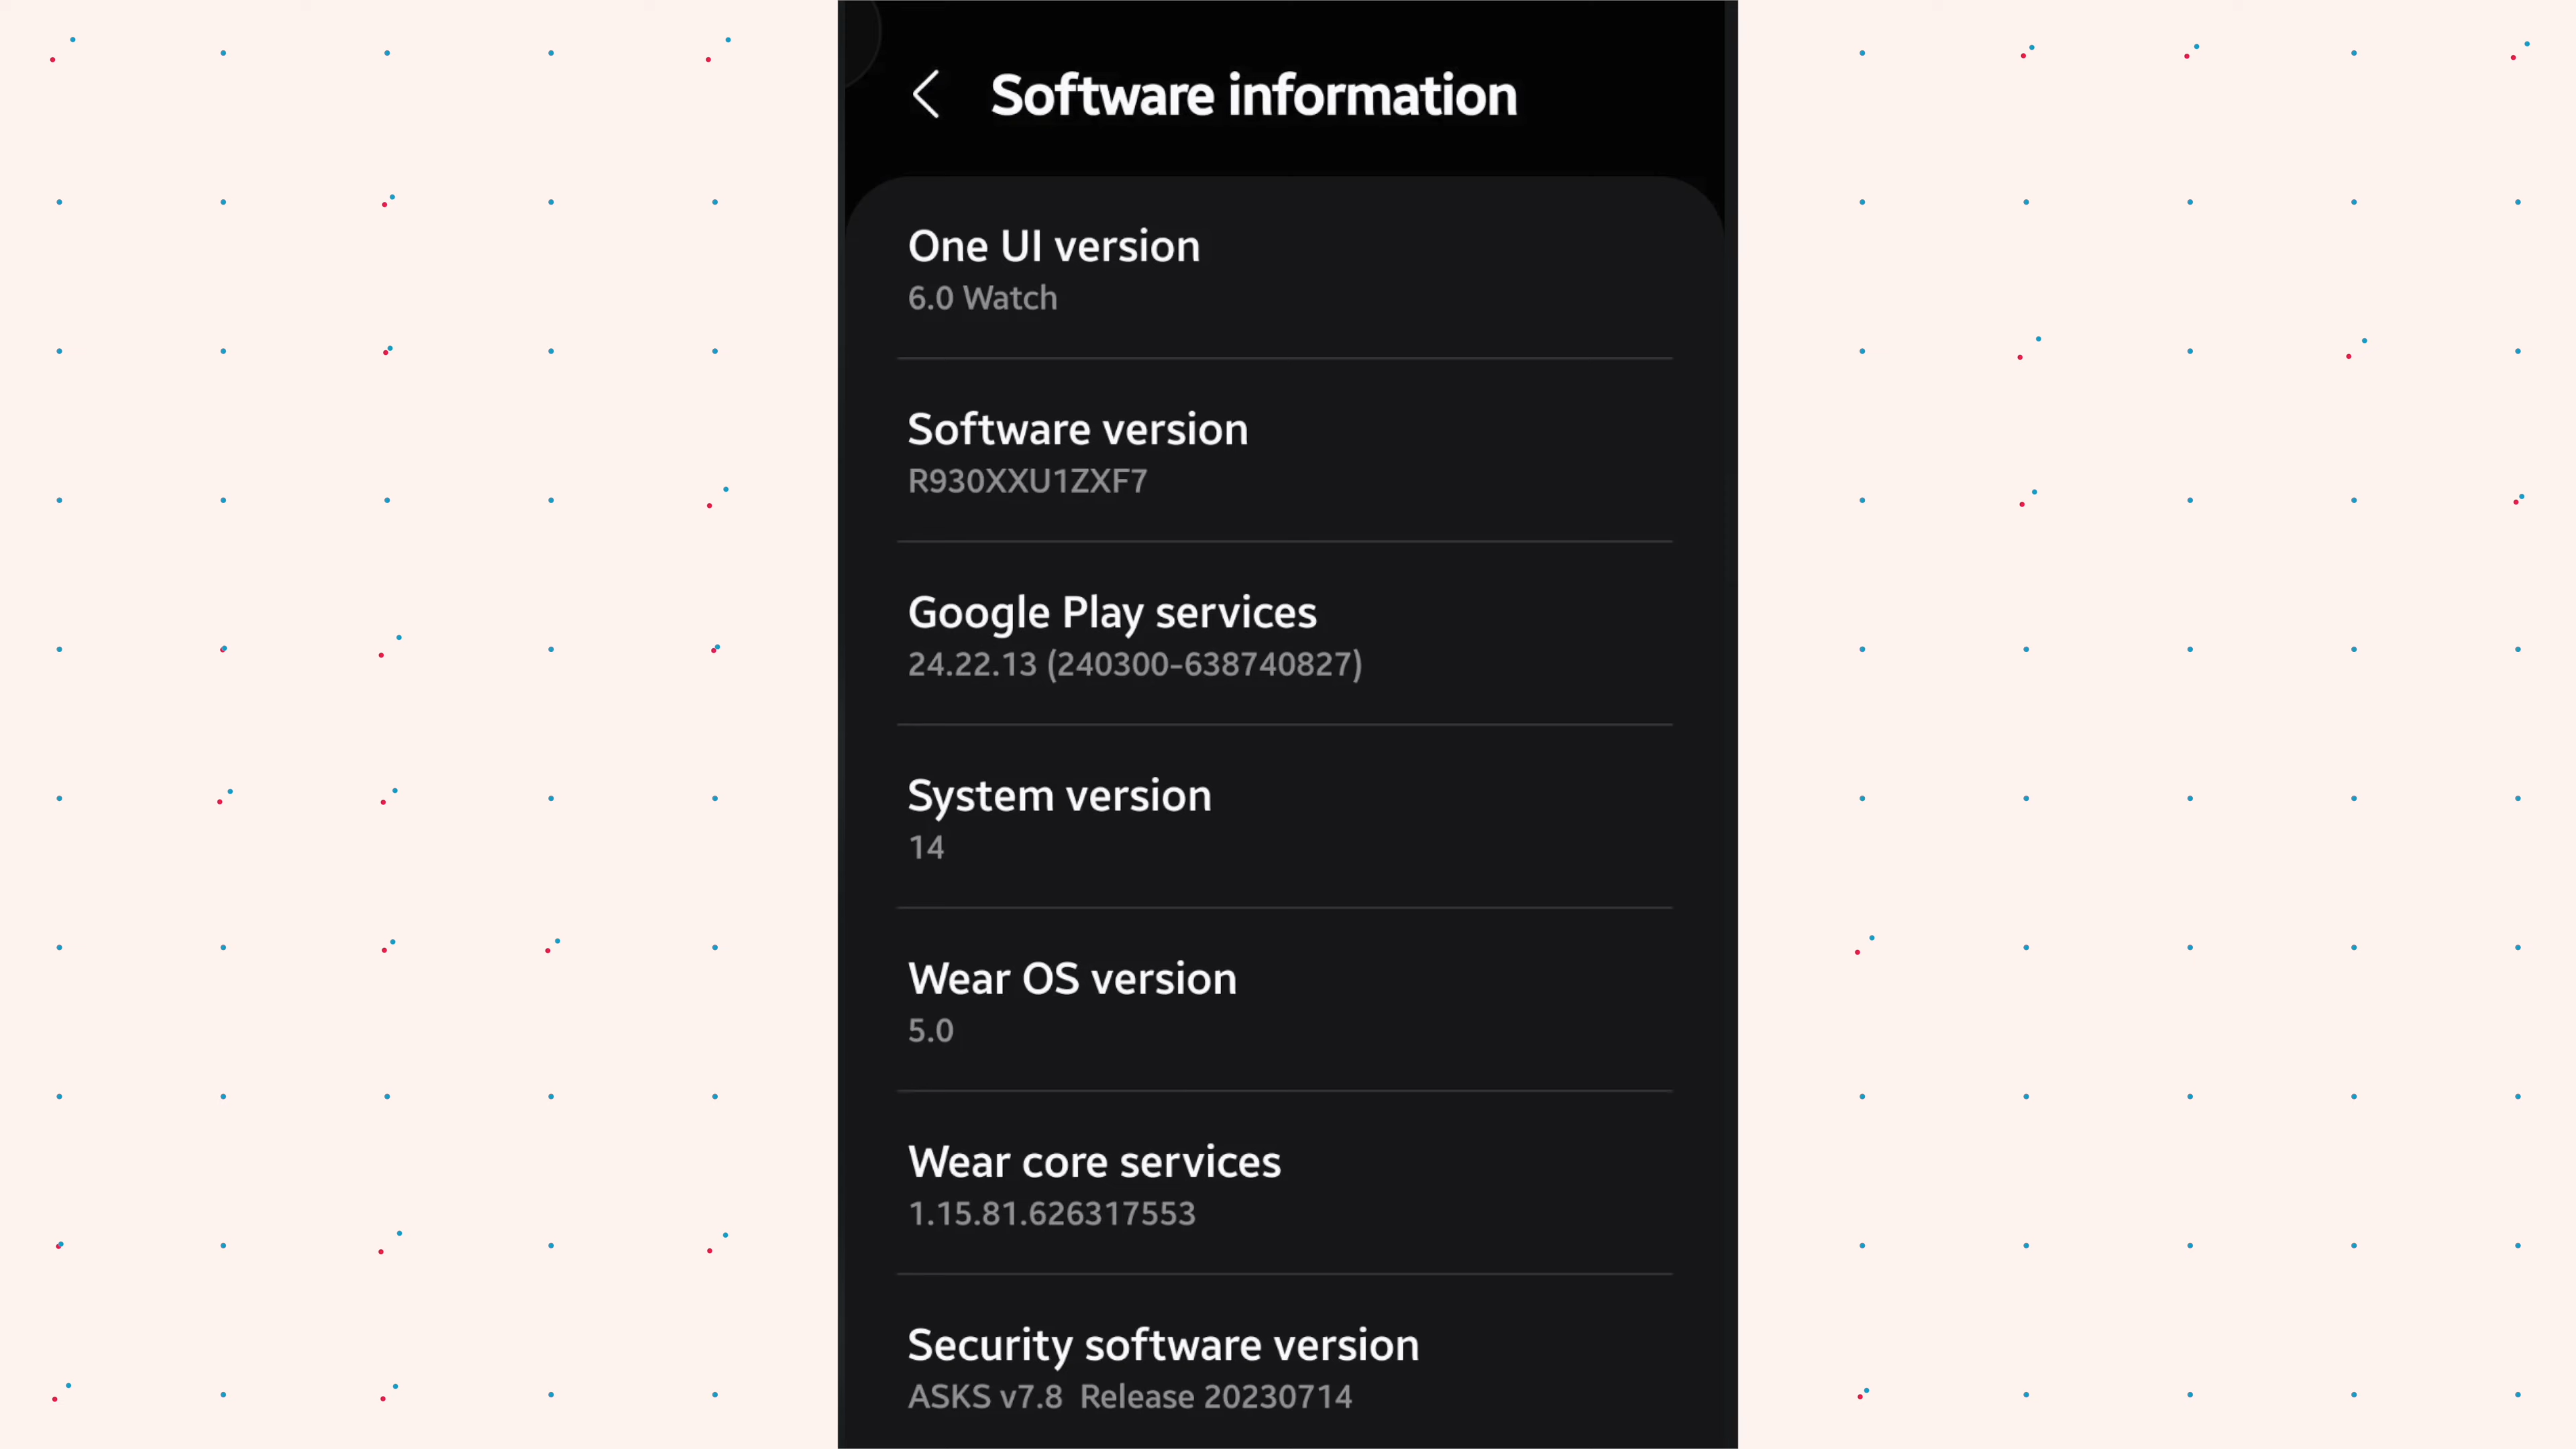 Software information
One UI version
6.0 Watch
Software version
R930XXU1ZXF7
Google Play services
24.22.13 (240300-638740827)
System version
14
Wear OS version
5.0
Wear core services
1.15.81.626317553
Security software version
ASKS v7.8 Release 20230714